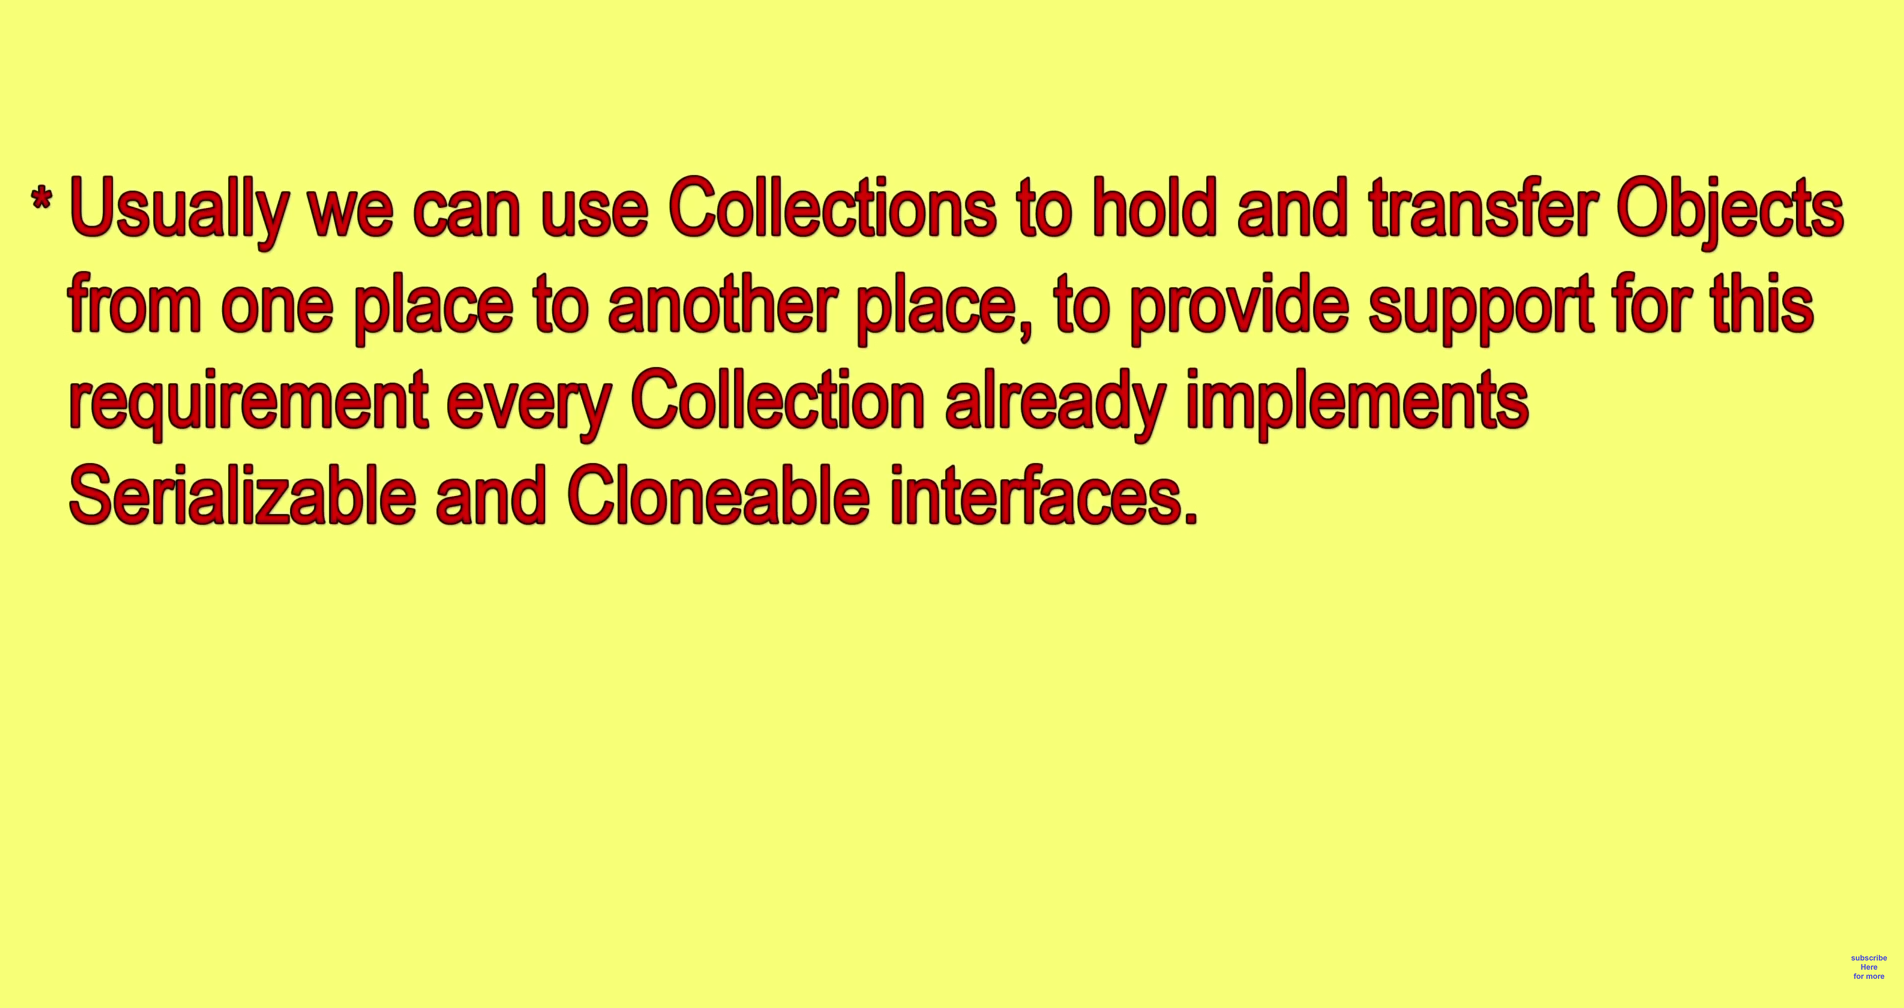 * Usually we can use Collections to hold and transfer Objects
from one place to another place, to provide support for this
requirement every Collection already implements
Serializable and Cloneable interfaces.
subscribe
Here
for more